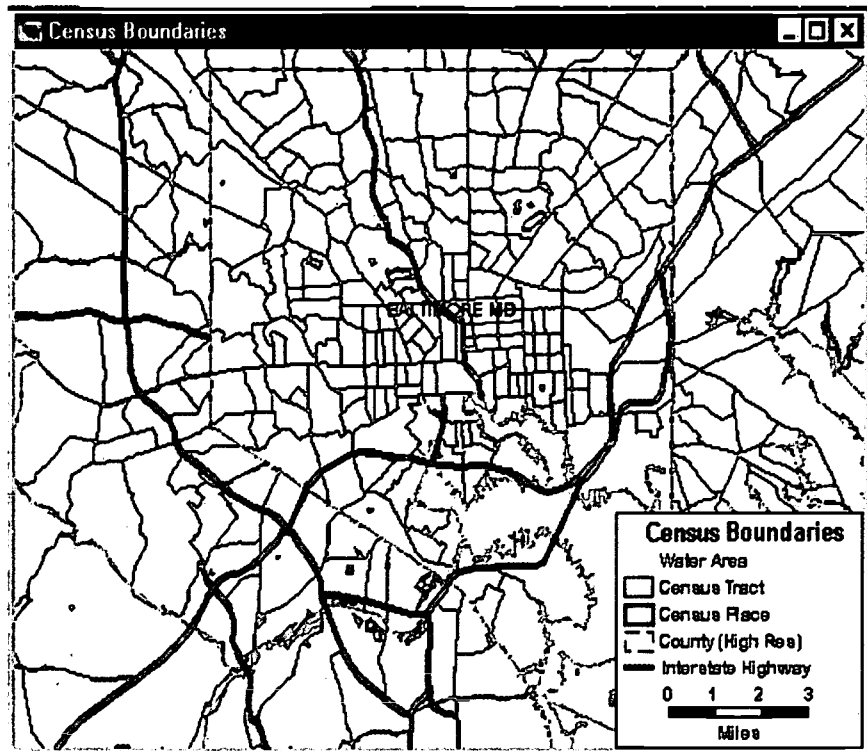 Census Boundaries
BALTIMORE MD
Census Boundaries
Water Area
Census Tract
Census Place
County (High Res)
Interstate Highway
0 1 2 3
Miles